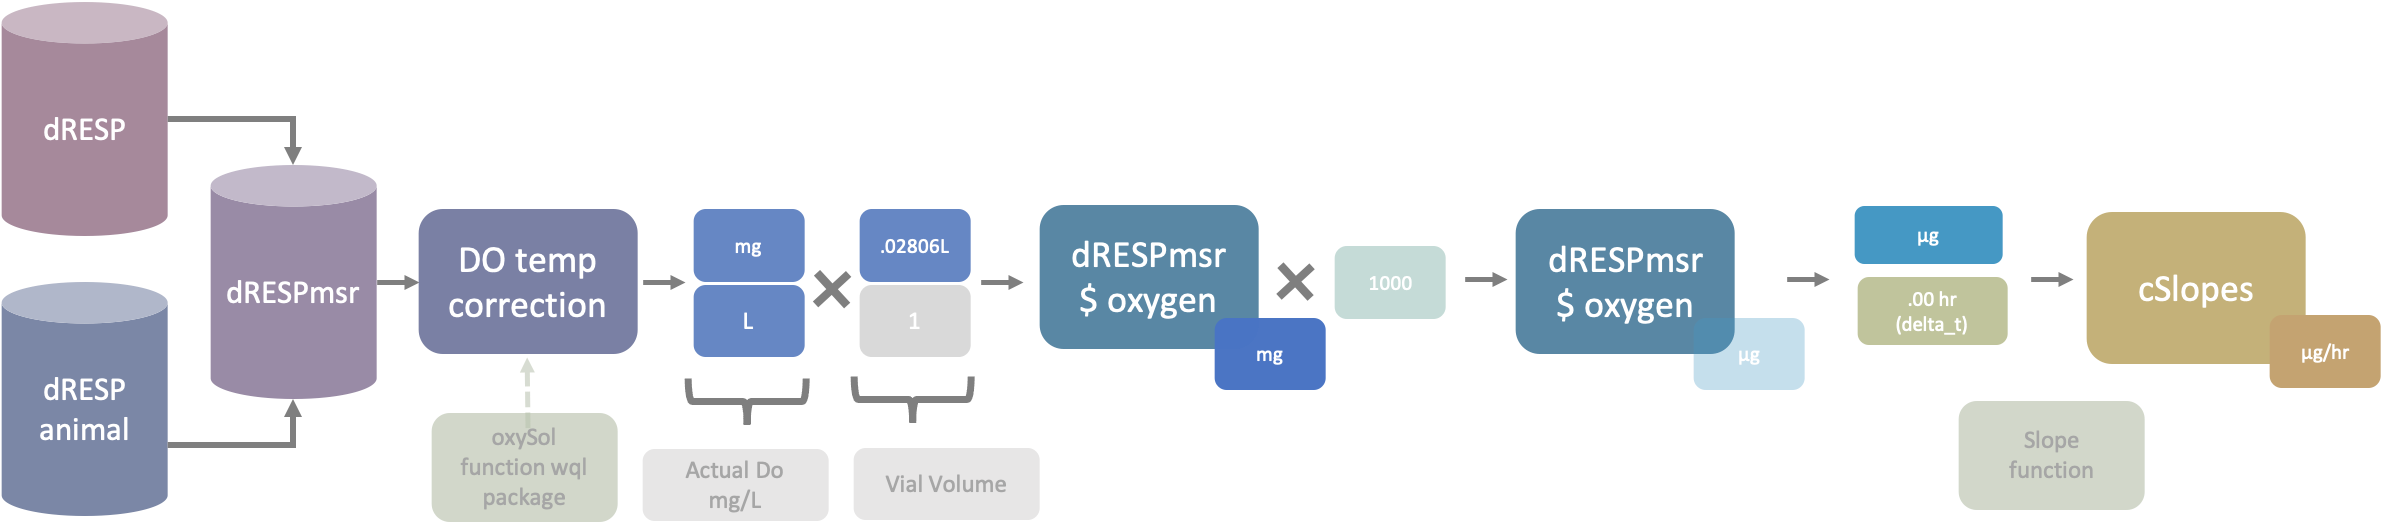 dRESP
dRESP
animal
dRESPmsr
DO temp
correction
oxySol
function wql
package
mg
L
.02806L
1
Actual Do
mg/L
Vial Volume
dRESPmsr
$ oxygen
mg
1000
dRESPmsr
$ oxygen
µg
µg
.00 hr
(delta_t)
cSlopes
µg/hr
Slope
function